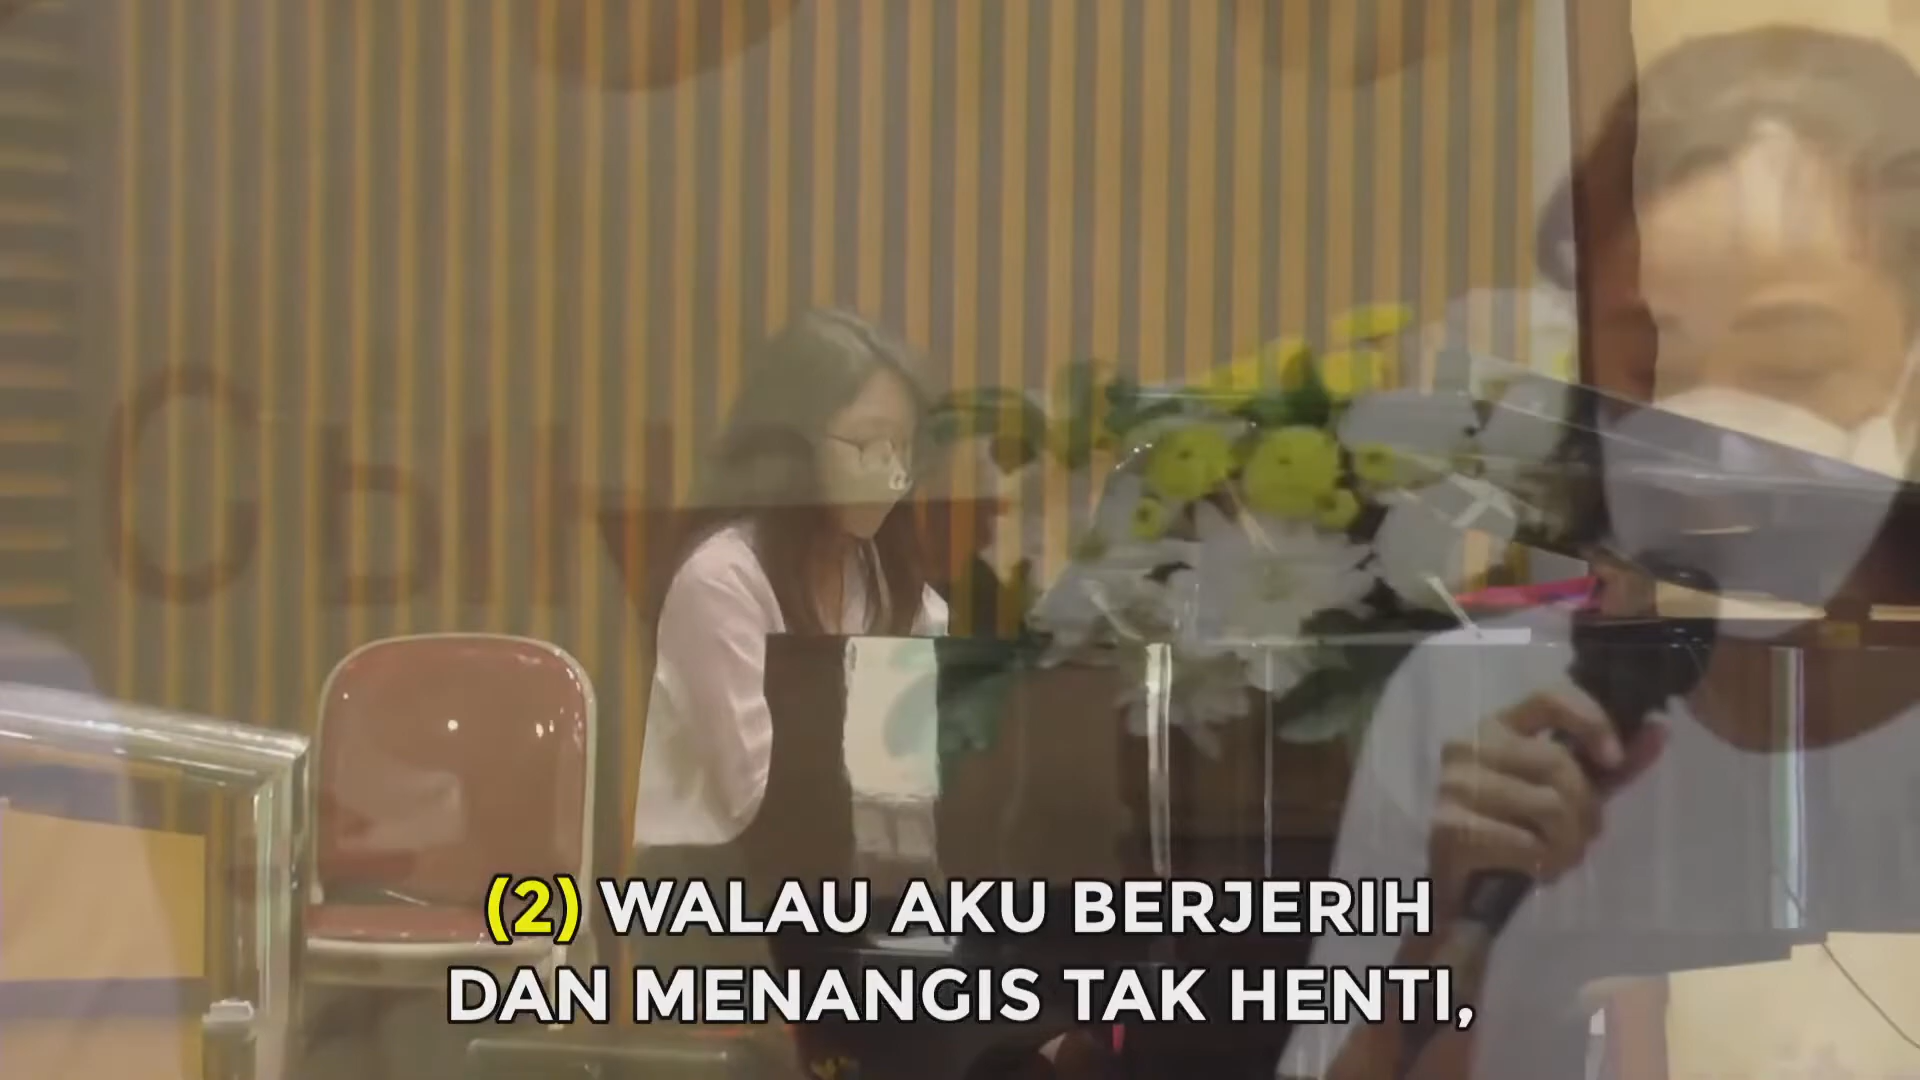 (2) WALAU AKU BERJERIH
DAN MENANGIS TAK HENTI,